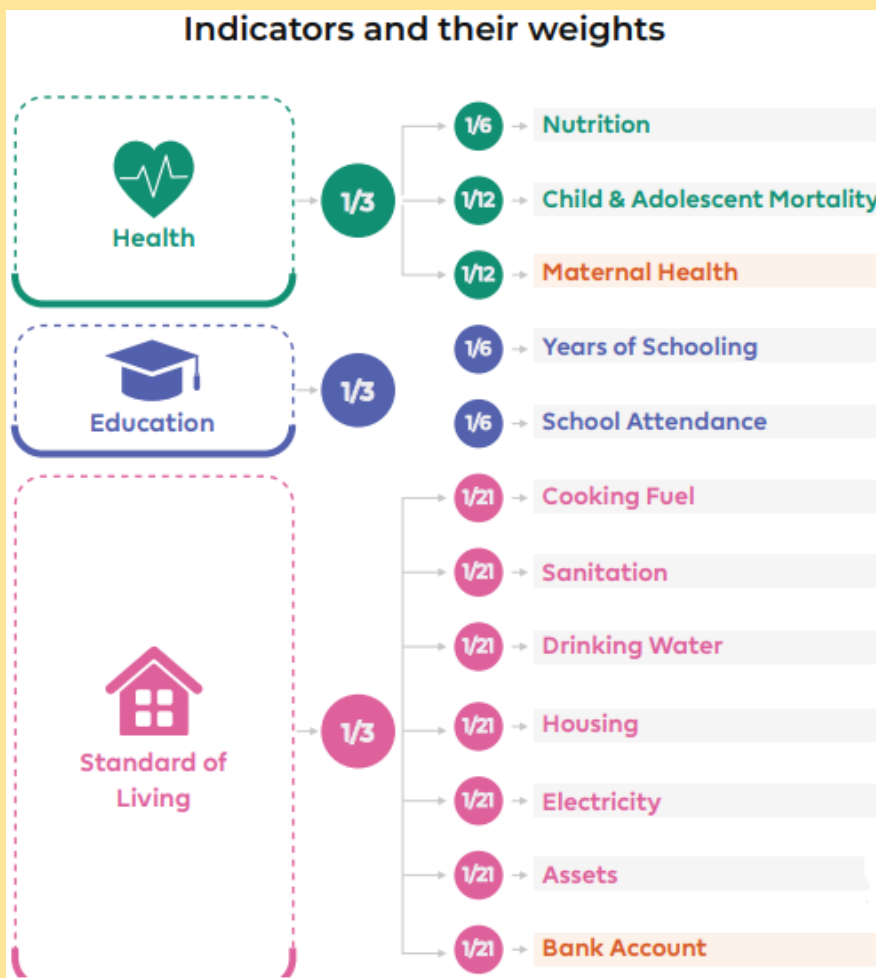 Indicators and their weights
Health
1/3
1/6 Nutrition
1/12 Child & Adolescent Mortality
1/12 Maternal Health
Education
1/3
1/6 Years of Schooling
1/6 School Attendance
Standard of
Living
1/3
1/21 Cooking Fuel
1/21 Sanitation
1/21 Drinking Water
1/21 Housing
1/21 Electricity
1/21 Assets
1/21 Bank Account